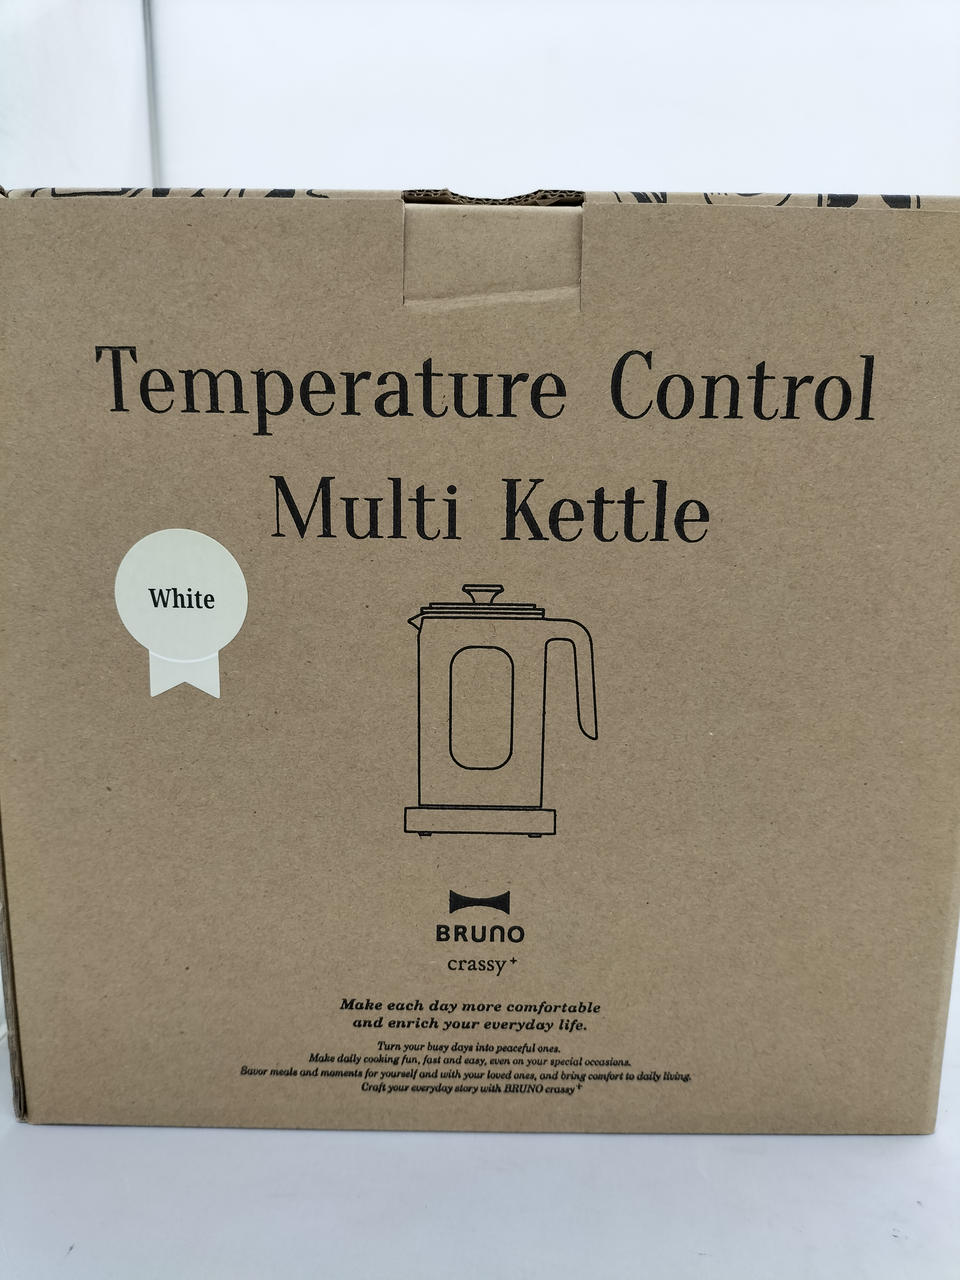 Temperature Control
Multi Kettle
White
BRUNO
crassy+
Make each day more comfortable
and enrich your everyday life.
Turn your busy days into peaceful ones.
Make daily cooking fun, fast and easy, even on your special occasions.
Savor meals and moments for yourself and with your loved ones, and bring comfort to daily living.
Craft your everyday story with BRUNO crassy+